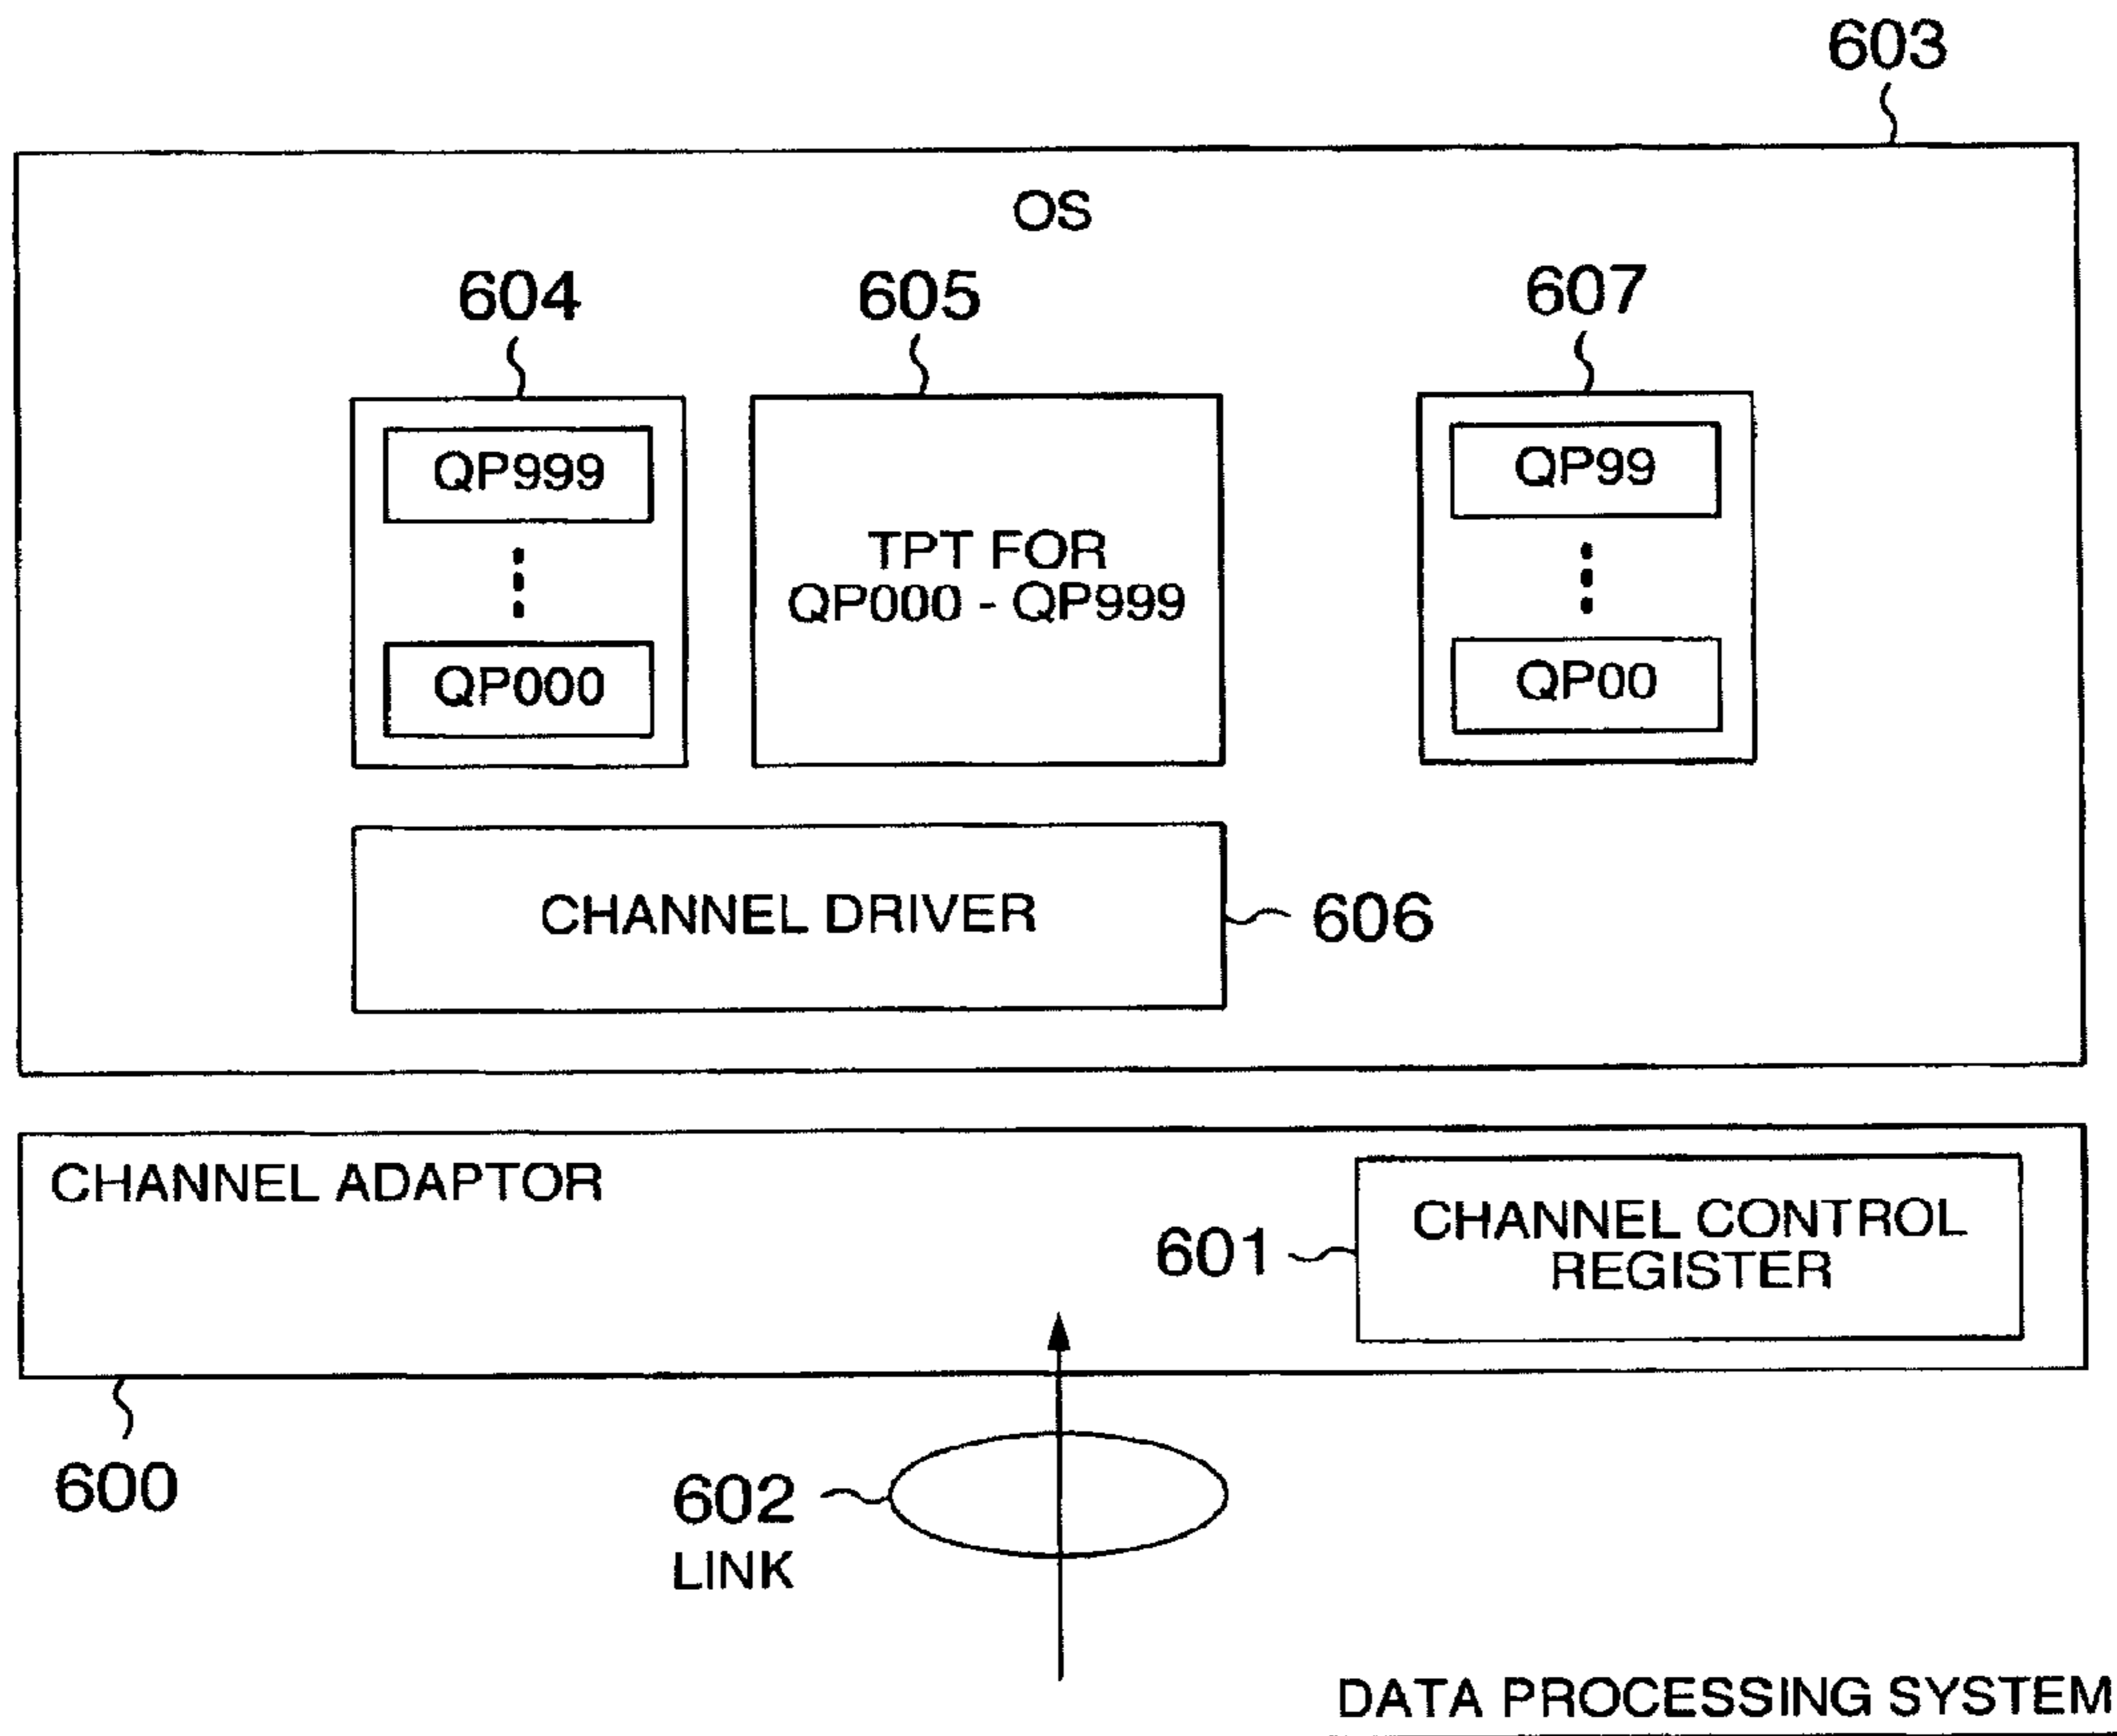 603
OS
604
605
607
QP999
QP000
TPT FOR
QP000 - QP999
QP99
QP00
CHANNEL DRIVER
606
CHANNEL ADAPTOR
601
CHANNEL CONTROL
REGISTER
600
602
LINK
DATA PROCESSING SYSTEM